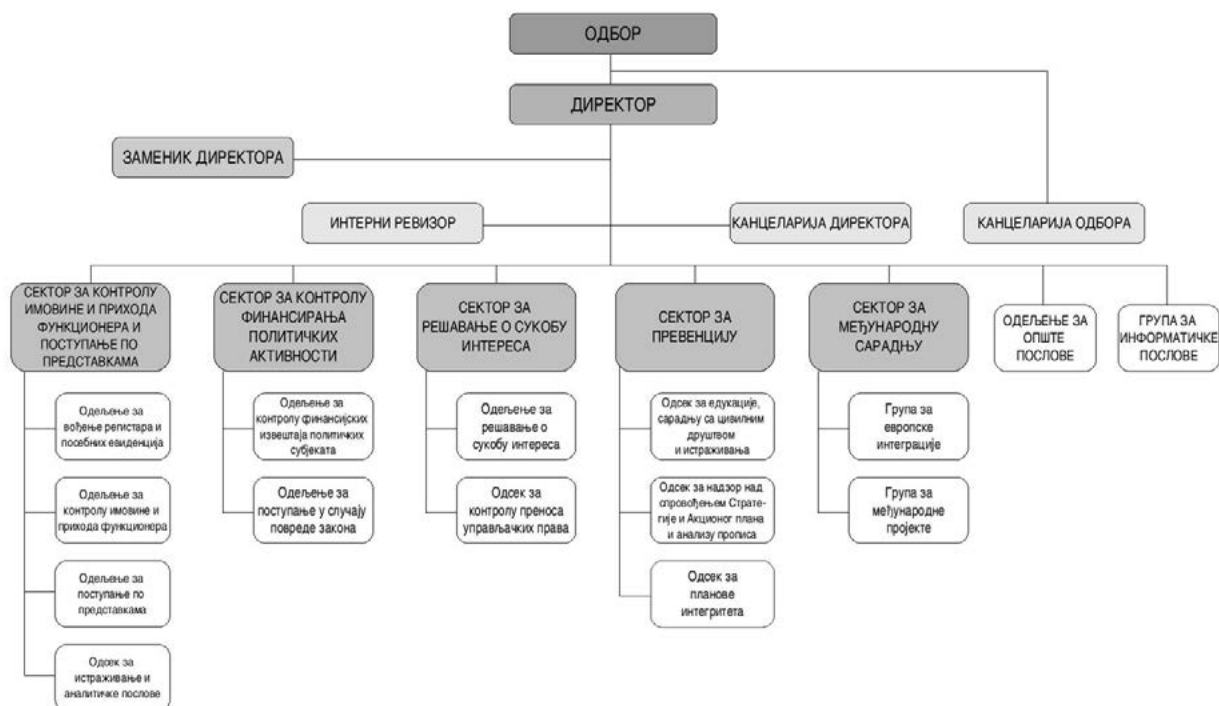 ОДБОР
ДИРЕКТОР
ЗАМЕНИК ДИРЕКТОРА
ИНТЕРНИ РЕВИЗОР
КАНЦЕЛАРИЈА ДИРЕКТОРА
КАНЦЕЛАРИЈА ОДБОРА
СЕКТОР ЗА КОНТРОЛУ
ИМОВИНЕ И ПРИХОДА
ФУНКЦИОНЕРА И
ПОСТУПАЊЕ ПО
ПРЕДСТАВКАМА
СЕКТОР ЗА КОНТРОЛУ
ФИНАНСИРАЊА
ПОЛИТИЧКИХ
АКТИВНОСТИ
СЕКТОР ЗА
РЕШАВАЊЕ О СУКОБУ
ИНТЕРЕСА
СЕКТОР ЗА
ПРЕВЕНЦИЈУ
СЕКТОР ЗА
МЕЂУНАРОДНУ
САРАДЊУ
ОДЕЉЕЊЕ ЗА
ОПШТЕ
ПОСЛОВЕ
ГРУПА ЗА
ИНФОРМАТИЧКЕ
ПОСЛОВЕ
Одељење за
вођење регистара и
посебних евиденција
Одељење за
контролу финансијских
извештаја политичких
субјеката
Одељење за
решавање о
сукобу интереса
Одсек за едукације,
сарадњу са цивилним
друштвом
и истраживања
Група за
европске
интеграције
Одељење за
контролу имовине и
прихода функционера
Одељење за
поступање у случају
повреде закона
Одсек за
контролу преноса
управљачких права
Одсек за надзор над
спровођењем Страте-
гије и Акционог плана
и анализу прописа
Група за
међународне
пројекте
Одељење за
поступање по
представкама
Одсек за
планове
интегритета
Одсек за
истраживање и
аналитичке послове